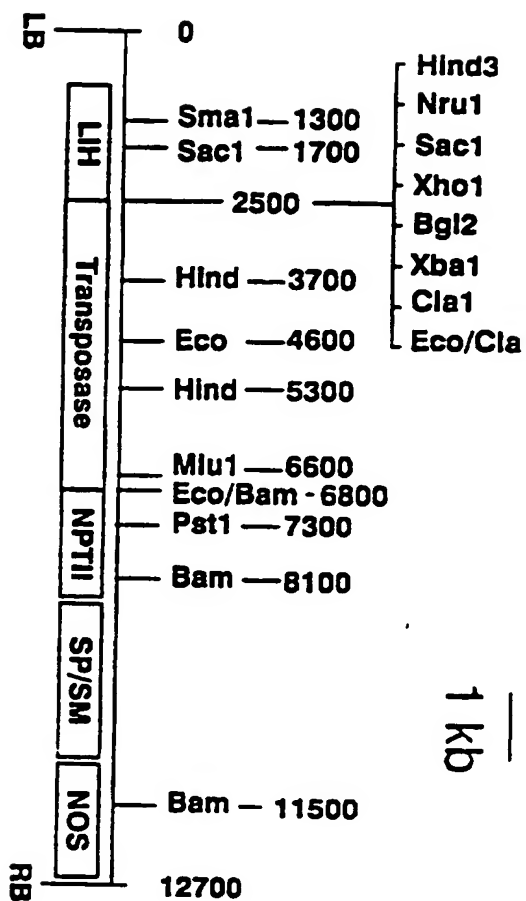 LB
0
Hind3
Nru1
Sac1
Xho1
Bgl2
Xba1
Cla1
Eco/Cla
LIH
Sma1 — 1300
Sac1 — 1700
2500
Transposase
Hind — 3700
Eco — 4600
Hind — 5300
Mlu1 — 6600
Eco/Bam - 6800
NPTII
Pst1 — 7300
Bam — 8100
SP/SM
1 kb
NOS
Bam — 11500
RB
12700